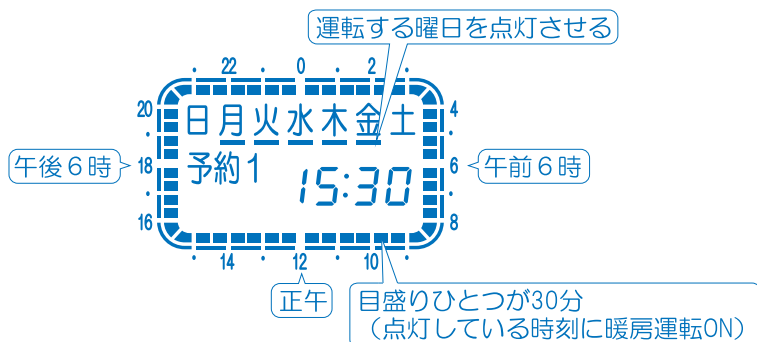 運転する曜日を点灯させる
22 0 2
20 日月火水木金土 4
午後6時 18 予約1 6 午前6時
15:30
16 8
14 12 10
正午
目盛りひとつが30分
（点灯している時刻に暖房運転ON）